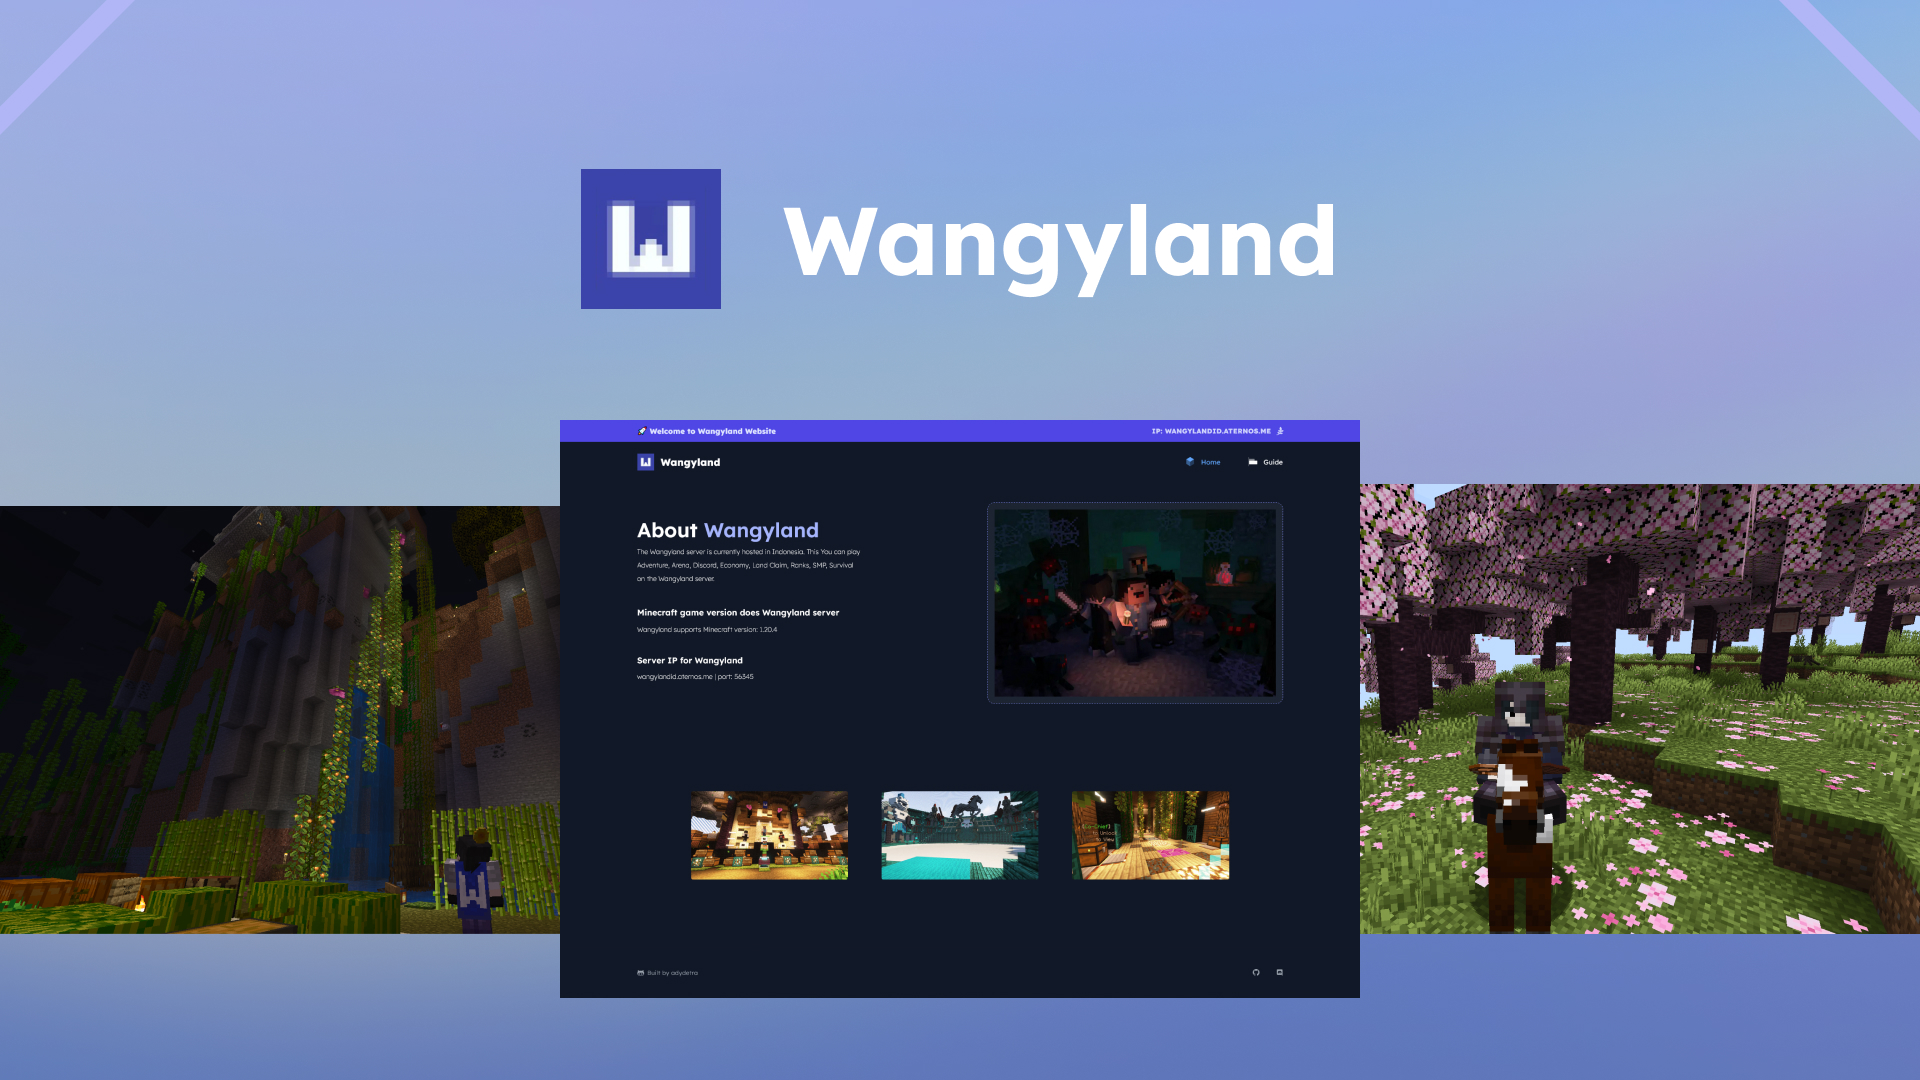 W Wangyland
Welcome to Wangyland Website
IP: WANGYLANDID.ATERNOS.ME
W Wangyland
Home
Guide
About Wangyland
The Wangyland server is currently hosted in Indonesia. This You can play
Adventure, Arena, Discord, Economy, Land Claim, Ranks, SMP, Survival
on the Wangyland server.
Minecraft game version does Wangyland server
Wangyland supports Minecraft version: 1.20.4
Server IP for Wangyland
wangylandid.aternos.me | port: 56345
W
to Unlock
Built by adydetra